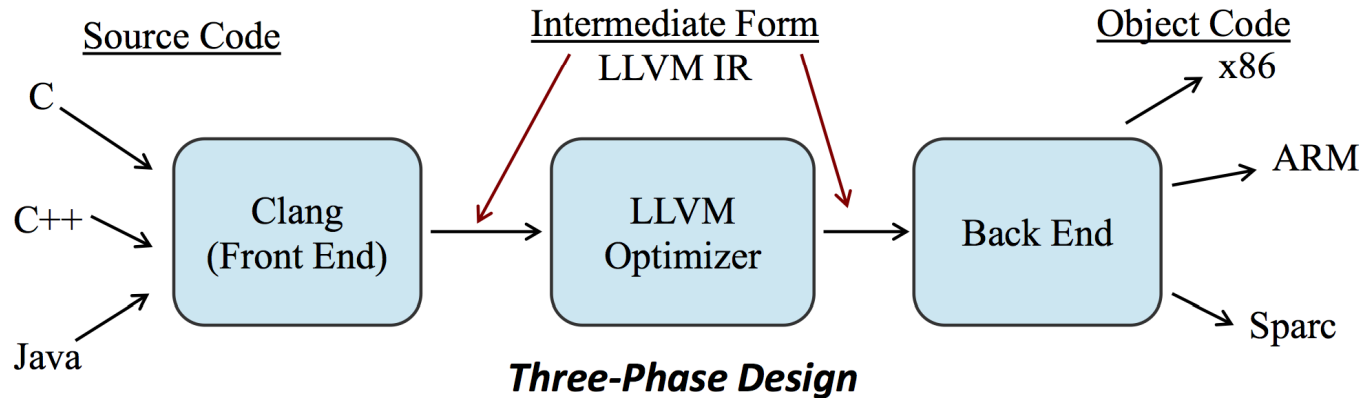 Source Code
Intermediate Form
LLVM IR
Object Code
x86
C
C++
Java
Clang
(Front End)
LLVM
Optimizer
Back End
ARM
Sparc
Three-Phase Design